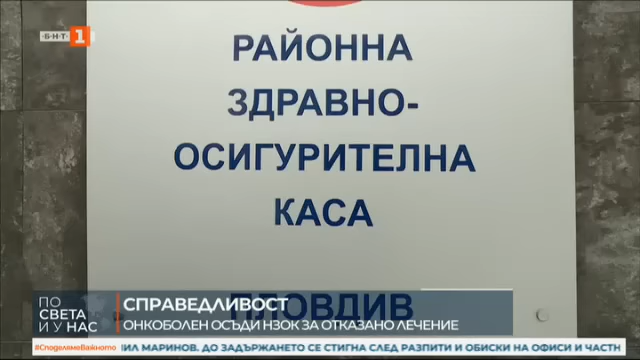 БНТ 1
РАЙОННА
ЗДРАВНО-
ОСИГУРИТЕЛНА
КАСА
ПЛОВДИВ
ПО
СВЕТА
И У НАС
СПРАВЕДЛИВОСТ
ОНКОБОЛЕН ОСЪДИ НЗОК ЗА ОТКАЗАНО ЛЕЧЕНИЕ
#СподелямеВажното
МАРИНОВ. ДО ЗАДЪРЖАНЕТО СЕ СТИГНА СЛЕД РАЗПИТИ И ОБИСКИ НА ОФИСИ И